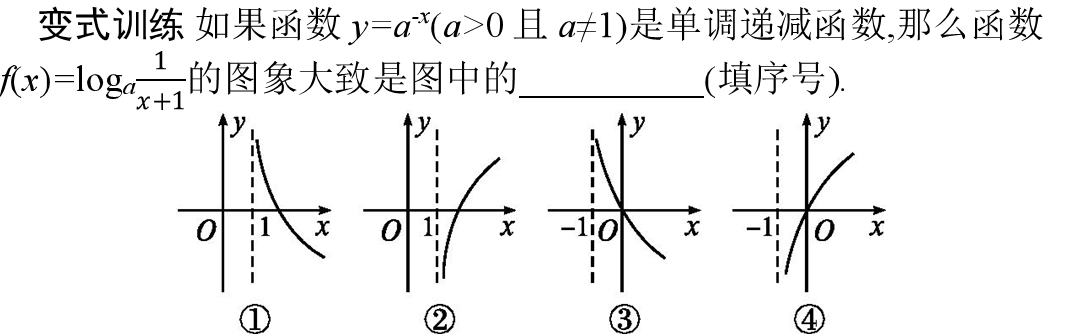 变式训练 如果函数 y=a⁻ˣ(a>0 且 a≠1)是单调递减函数,那么函数
f(x)=logₐ 1/(x+1) 的图象大致是图中的__________(填序号).
y y y y
O 1 x O 1 x -1 O x -1 O x
① ② ③ ④